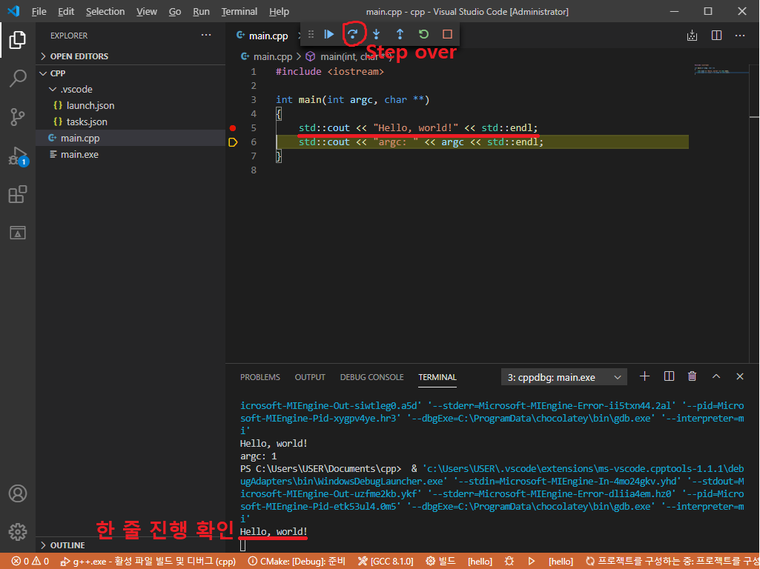 File Edit Selection View Go Run Terminal Help main.cpp - cpp - Visual Studio Code [Administrator]
EXPLORER
OPEN EDITORS
CPP
.vscode
launch.json
tasks.json
main.cpp
main.exe
OUTLINE
1
main.cpp
Step over
main.cpp > main(int, char **)
1 #include <iostream>
2
3 int main(int argc, char **)
4 {
5 std::cout << "Hello, world!" << std::endl;
6 std::cout << "argc: " << argc << std::endl;
7 }
8
PROBLEMS OUTPUT DEBUG CONSOLE TERMINAL 3: cppdbg: main.exe
icrosoft-MIEngine-Out-siwtleg0.a5d' '--stderr=Microsoft-MIEngine-Error-ii5txn44.2al' '--pid=Micro
soft-MIEngine-Pid-xygpv4ye.hr3' '--dbgExe=C:\ProgramData\chocolatey\bin\gdb.exe' '--interpreter=m
i'
Hello, world!
argc: 1
PS C:\Users\USER\Documents\cpp> & 'c:\Users\USER\.vscode\extensions\ms-vscode.cpptools-1.1.1\deb
ugAdapters\bin\WindowsDebugLauncher.exe' '--stdin=Microsoft-MIEngine-In-4mo24gkv.yhd' '--stdout=M
icrosoft-MIEngine-Out-uzfme2kb.ykf' '--stderr=Microsoft-MIEngine-Error-dliia4em.hz0' '--pid=Micro
soft-MIEngine-Pid-etk53ul4.0m5' '--dbgExe=C:\ProgramData\chocolatey\bin\gdb.exe' '--interpreter=m
i'
한 줄 진행 확인 Hello, world!
0 0 g++.exe - 활성 파일 빌드 및 디버그 (cpp) CMake: [Debug]: 준비 [GCC 8.1.0] 빌드 [hello] [hello] 프로젝트를 구성하는 중: 프로젝트를 구성